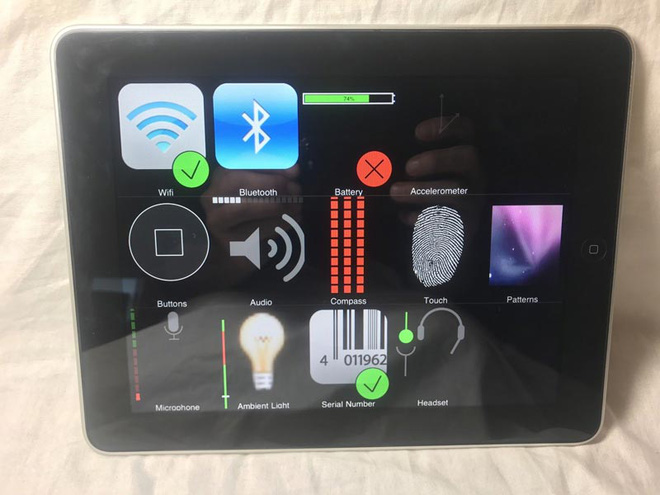 74%
Wifi
Bluetooth
Battery
Accelerometer
Buttons
Audio
Compass
Touch
Patterns
4 011962
Microphone
Ambient Light
Serial Number
Headset